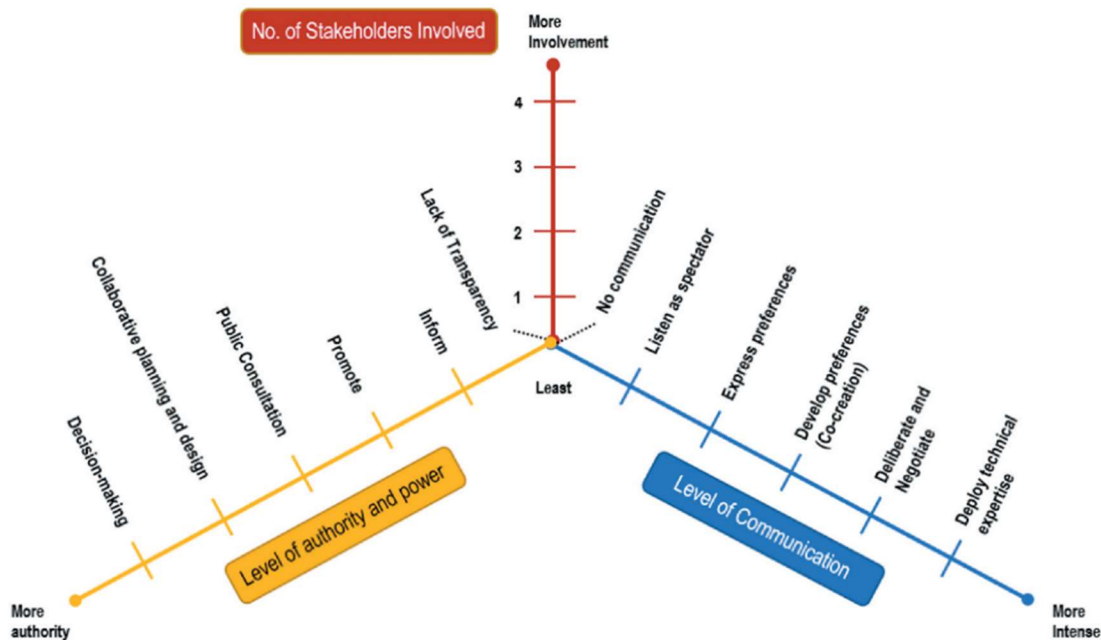 No. of Stakeholders Involved
More
Involvement
4
3
2
1
Lack of Transparency
No communication
Least
Inform
Promote
Public Consultation
Collaborative planning and design
Decision-making
Level of authority and power
More
authority
Listen as spectator
Express preferences
Develop preferences
(Co-creation)
Deliberate and
Negotiate
Deploy technical
expertise
Level of Communication
More
Intense